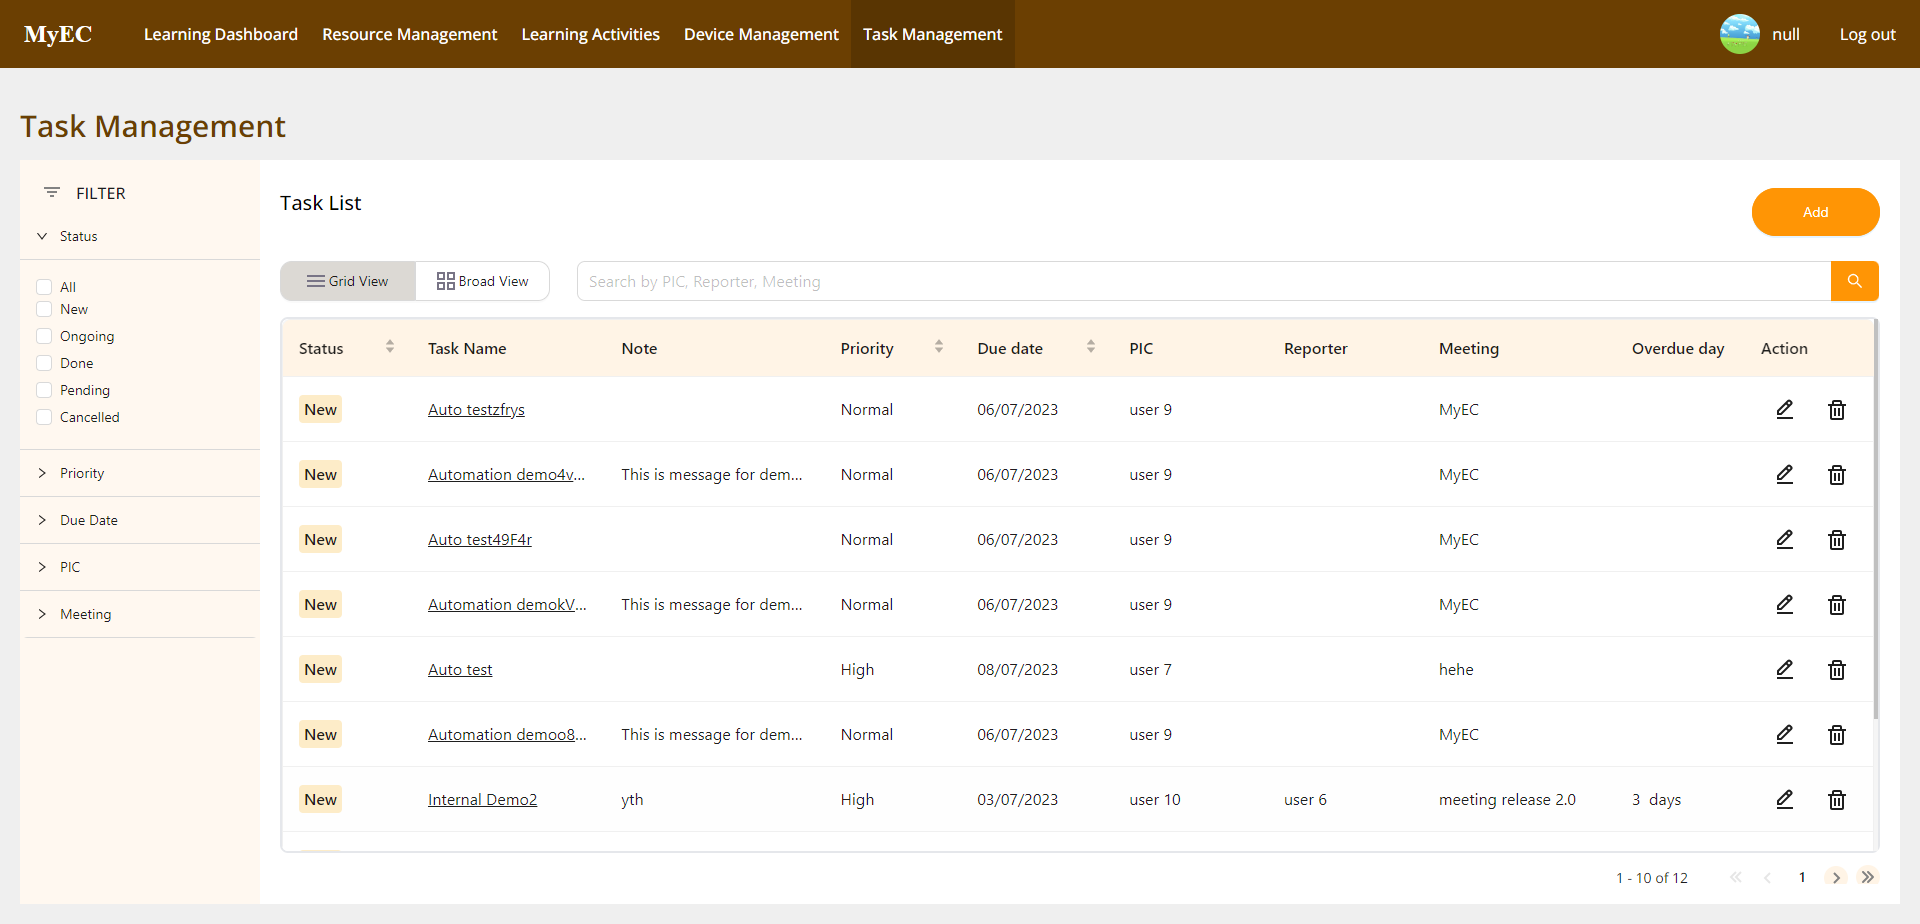 MyEC Learning Dashboard Resource Management Learning Activities Device Management Task Management null Log out
Task Management
FILTER
Status
All
New
Ongoing
Done
Pending
Cancelled
Priority
Due Date
PIC
Meeting
Task List
Add
Grid View Broad View Search by PIC, Reporter, Meeting
Status Task Name Note Priority Due date PIC Reporter Meeting Overdue day Action
New Auto testzfrys Normal 06/07/2023 user 9 MyEC
New Automation demo4v... This is message for dem... Normal 06/07/2023 user 9 MyEC
New Auto test49F4r Normal 06/07/2023 user 9 MyEC
New Automation demokV... This is message for dem... Normal 06/07/2023 user 9 MyEC
New Auto test High 08/07/2023 user 7 hehe
New Automation demoo8... This is message for dem... Normal 06/07/2023 user 9 MyEC
New Internal Demo2 yth High 03/07/2023 user 10 user 6 meeting release 2.0 3 days
1 - 10 of 12 1